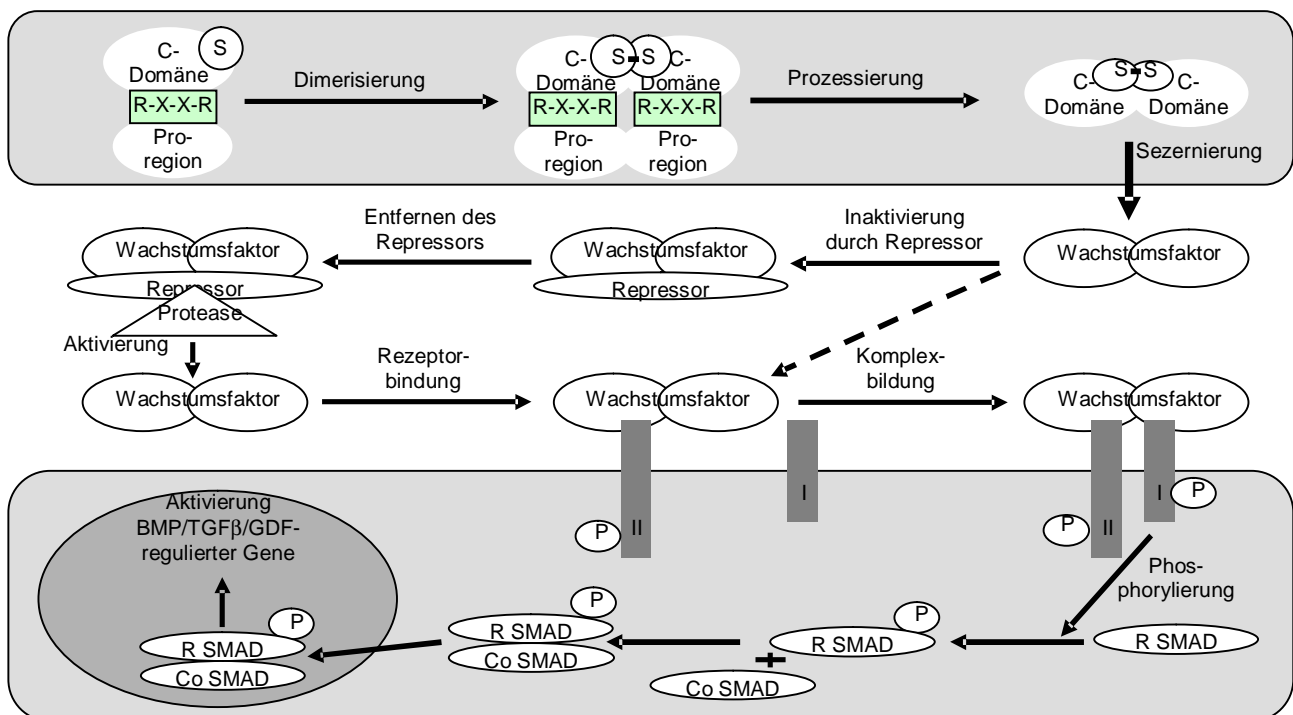 C-
Domäne
S
R-X-X-R
Pro-
region
Dimerisierung
C-
Domäne
S
S
C-
Domäne
R-X-X-R
R-X-X-R
Pro-
region
Pro-
region
Prozessierung
C-
Domäne
S
S
C-
Domäne
Sezernierung
Wachstumsfaktor
Inaktivierung
durch Repressor
Wachstumsfaktor
Repressor
Entfernen des
Repressors
Wachstumsfaktor
Repressor
Protease
Aktivierung
Wachstumsfaktor
Rezeptor-
bindung
Wachstumsfaktor
II
P
I
Komplex-
bildung
Wachstumsfaktor
II
P
I
P
Phos-
phorylierung
R SMAD
R SMAD
P
+
Co SMAD
P
R SMAD
Co SMAD
P
R SMAD
Co SMAD
Aktivierung
BMP/TGFβ/GDF-
regulierter Gene